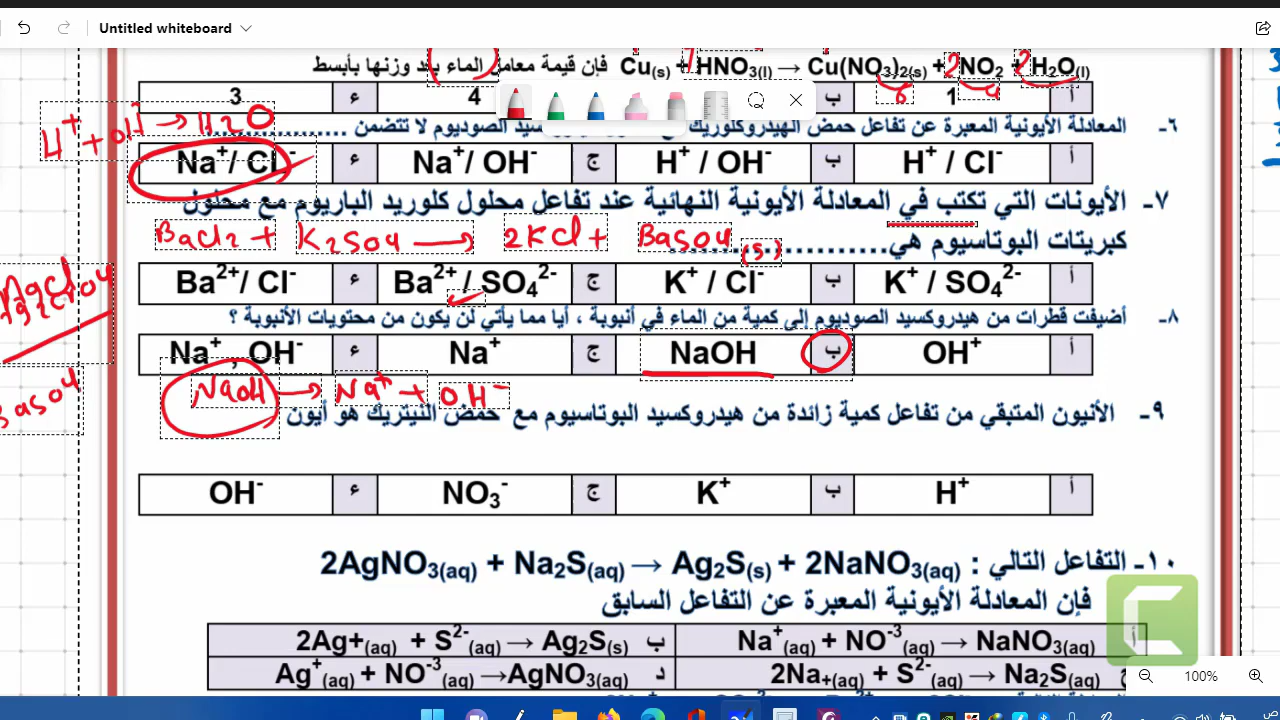 Untitled whiteboard
Cu(s) + HNO3(l) → Cu(NO3)2(s) + 2NO2 + 2H2O(l) فإن قيمة معامل الماء بعد وزنها بأبسط
أ 1 ب 4 ء 3
H+ + OH- → H2O
٦- المعادلة الأيونية المعبرة عن تفاعل حمض الهيدروكلوريك سيد الصوديوم لا تتضمن ....................
أ H+ / Cl- ب H+ / OH- ج Na+/ OH- ء Na+/ Cl-
٧- الأيونات التي تكتب في المعادلة الأيونية النهائية عند تفاعل محلول كلوريد الباريوم مع محلول
BaCl2 + K2SO4 → 2KCl + BaSO4 (s)
كبريتات البوتاسيوم هي....................
أ K+ / SO42- ب K+ / Cl- ج Ba2+ / SO42- ء Ba2+/ Cl-
٨- أضيفت قطرات من هيدروكسيد الصوديوم إلى كمية من الماء في أنبوبة ، أيا مما يأتي لن يكون من محتويات الأنبوبة ؟
أ OH+ ب NaOH ج Na+ ء Na+ , OH-
NaOH → Na+ + OH-
BaSO4
٩- الأنيون المتبقي من تفاعل كمية زائدة من هيدروكسيد البوتاسيوم مع حمض النيتريك هو أيون
أ H+ ب K+ ج NO3- ء OH-
١٠- التفاعل التالي : 2AgNO3(aq) + Na2S(aq) → Ag2S(s) + 2NaNO3(aq)
فإن المعادلة الأيونية المعبرة عن التفاعل السابق
أ Na+(aq) + NO-3(aq) → NaNO3(aq) ب 2Ag+(aq) + S2-(aq) → Ag2S(s)
ج 2Na+(aq) + S2-(aq) → Na2S(aq) د Ag+(aq) + NO-3(aq) →AgNO3(aq)
100%